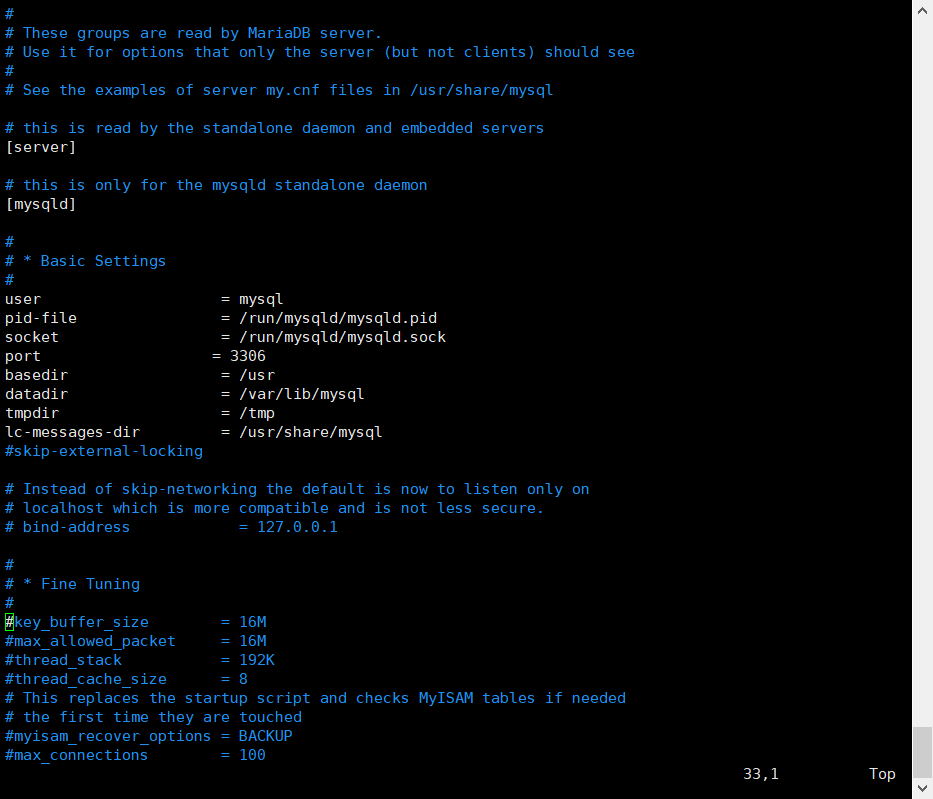 #
# These groups are read by MariaDB server.
# Use it for options that only the server (but not clients) should see
#
# See the examples of server my.cnf files in /usr/share/mysql

# this is read by the standalone daemon and embedded servers
[server]

# this is only for the mysqld standalone daemon
[mysqld]

#
# * Basic Settings
#
user                    = mysql
pid-file                = /run/mysqld/mysqld.pid
socket                  = /run/mysqld/mysqld.sock
port                   = 3306
basedir                 = /usr
datadir                 = /var/lib/mysql
tmpdir                  = /tmp
lc-messages-dir         = /usr/share/mysql
#skip-external-locking

# Instead of skip-networking the default is now to listen only on
# localhost which is more compatible and is not less secure.
# bind-address            = 127.0.0.1

#
# * Fine Tuning
#
#key_buffer_size        = 16M
#max_allowed_packet     = 16M
#thread_stack           = 192K
#thread_cache_size      = 8
# This replaces the startup script and checks MyISAM tables if needed
# the first time they are touched
#myisam_recover_options = BACKUP
#max_connections        = 100
33,1          Top